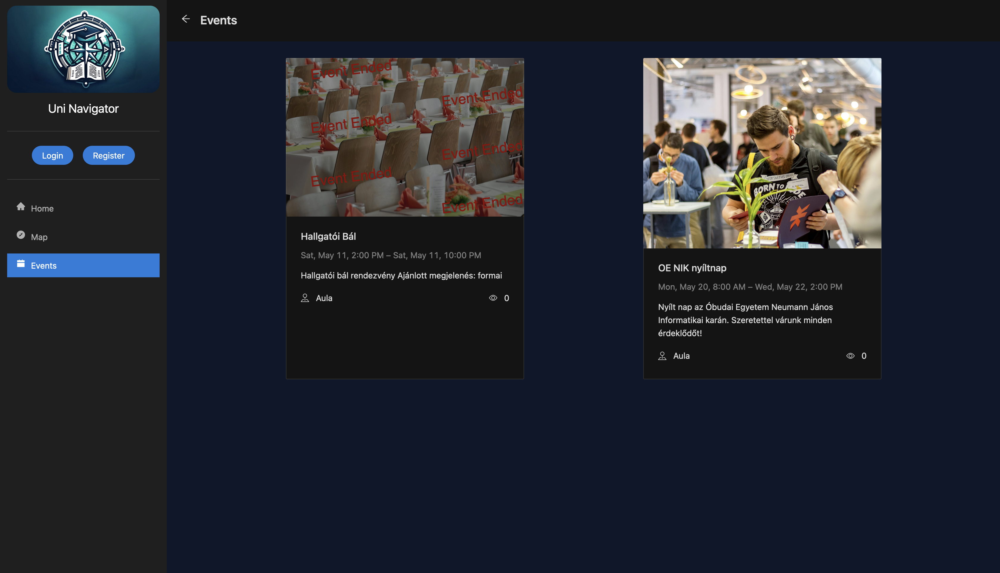 Events
Uni Navigator
Login
Register
Home
Map
Events
Event Ended
Event Ended
Event Ended
Event Ended
Event Ended
Event Ended
Hallgatói Bál
Sat, May 11, 2:00 PM – Sat, May 11, 10:00 PM
Hallgatói bál rendezvény Ajánlott megjelenés: formai
Aula
0
CUSTOM SMITHS GARAGE
BORN TO
OE NIK nyíltnap
Mon, May 20, 8:00 AM – Wed, May 22, 2:00 PM
Nyílt nap az Óbudai Egyetem Neumann János
Informatikai karán. Szeretettel várunk minden
érdeklődőt!
Aula
0